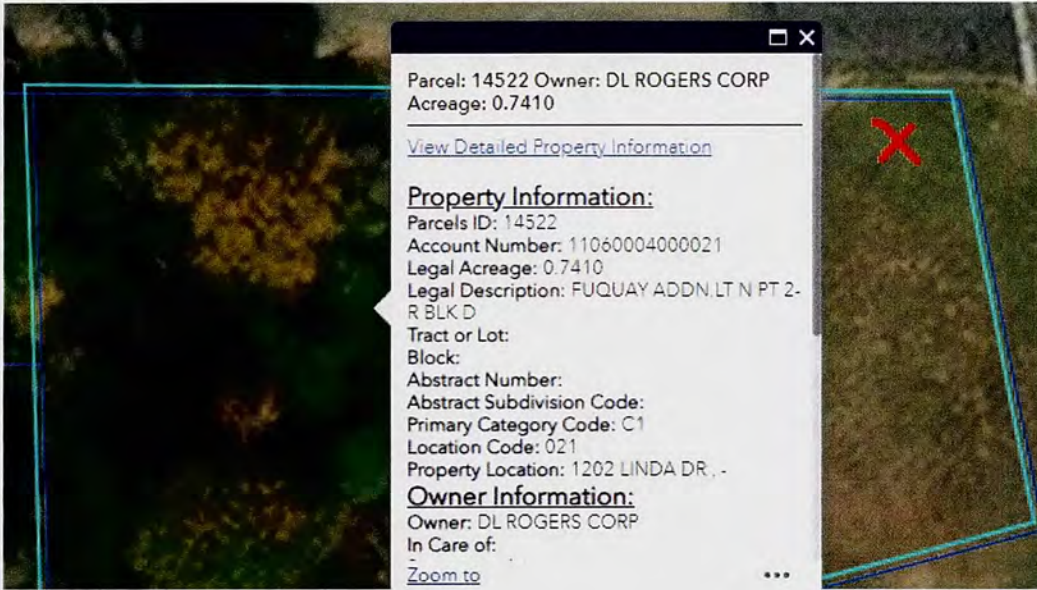 Parcel: 14522 Owner: DL ROGERS CORP
Acreage: 0.7410
View Detailed Property Information
Property Information:
Parcels ID: 14522
Account Number: 11060004000021
Legal Acreage: 0.7410
Legal Description: FUQUAY ADDN.LT N PT 2-
R BLK D
Tract or Lot:
Block:
Abstract Number:
Abstract Subdivision Code:
Primary Category Code: C1
Location Code: 021
Property Location: 1202 LINDA DR , -
Owner Information:
Owner: DL ROGERS CORP
In Care of:
Zoom to